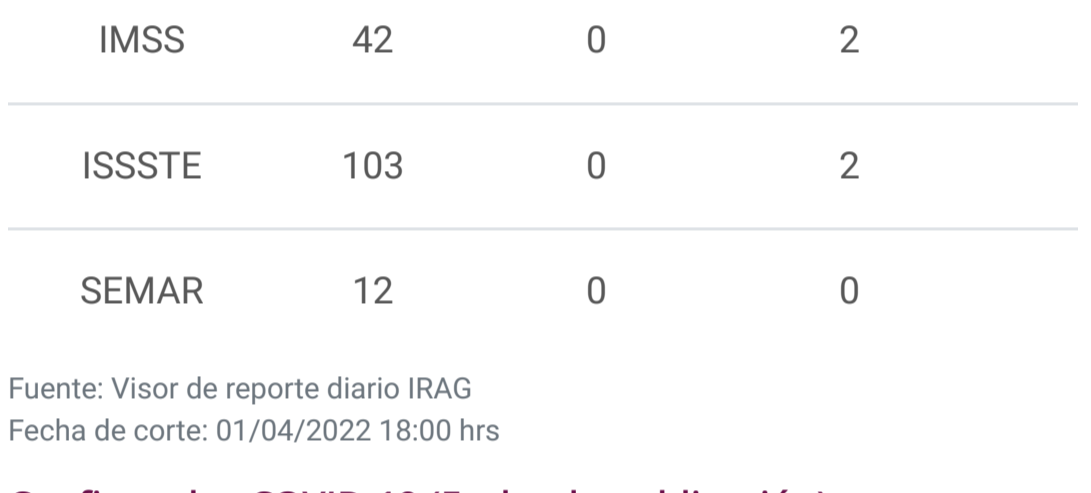 IMSS 42 0 2
ISSSTE 103 0 2
SEMAR 12 0 0
Fuente: Visor de reporte diario IRAG
Fecha de corte: 01/04/2022 18:00 hrs